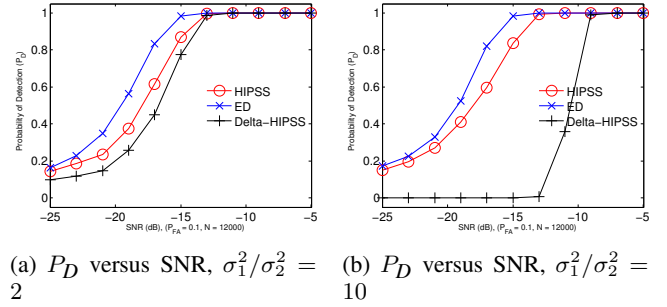 1
0.8
0.6
0.4
0.2
0
Probability of Detection (P_D)
HIPSS
ED
Delta-HIPSS
−25 −20 −15 −10 −5
SNR (dB), (P_FA = 0.1, N = 12000)
(a) P_D versus SNR, σ_1^2/σ_2^2 =
2
1
0.8
0.6
0.4
0.2
0
Probability of Detection (P_D)
HIPSS
ED
Delta-HIPSS
−25 −20 −15 −10 −5
SNR (dB), (P_FA = 0.1, N = 12000)
(b) P_D versus SNR, σ_1^2/σ_2^2 =
10